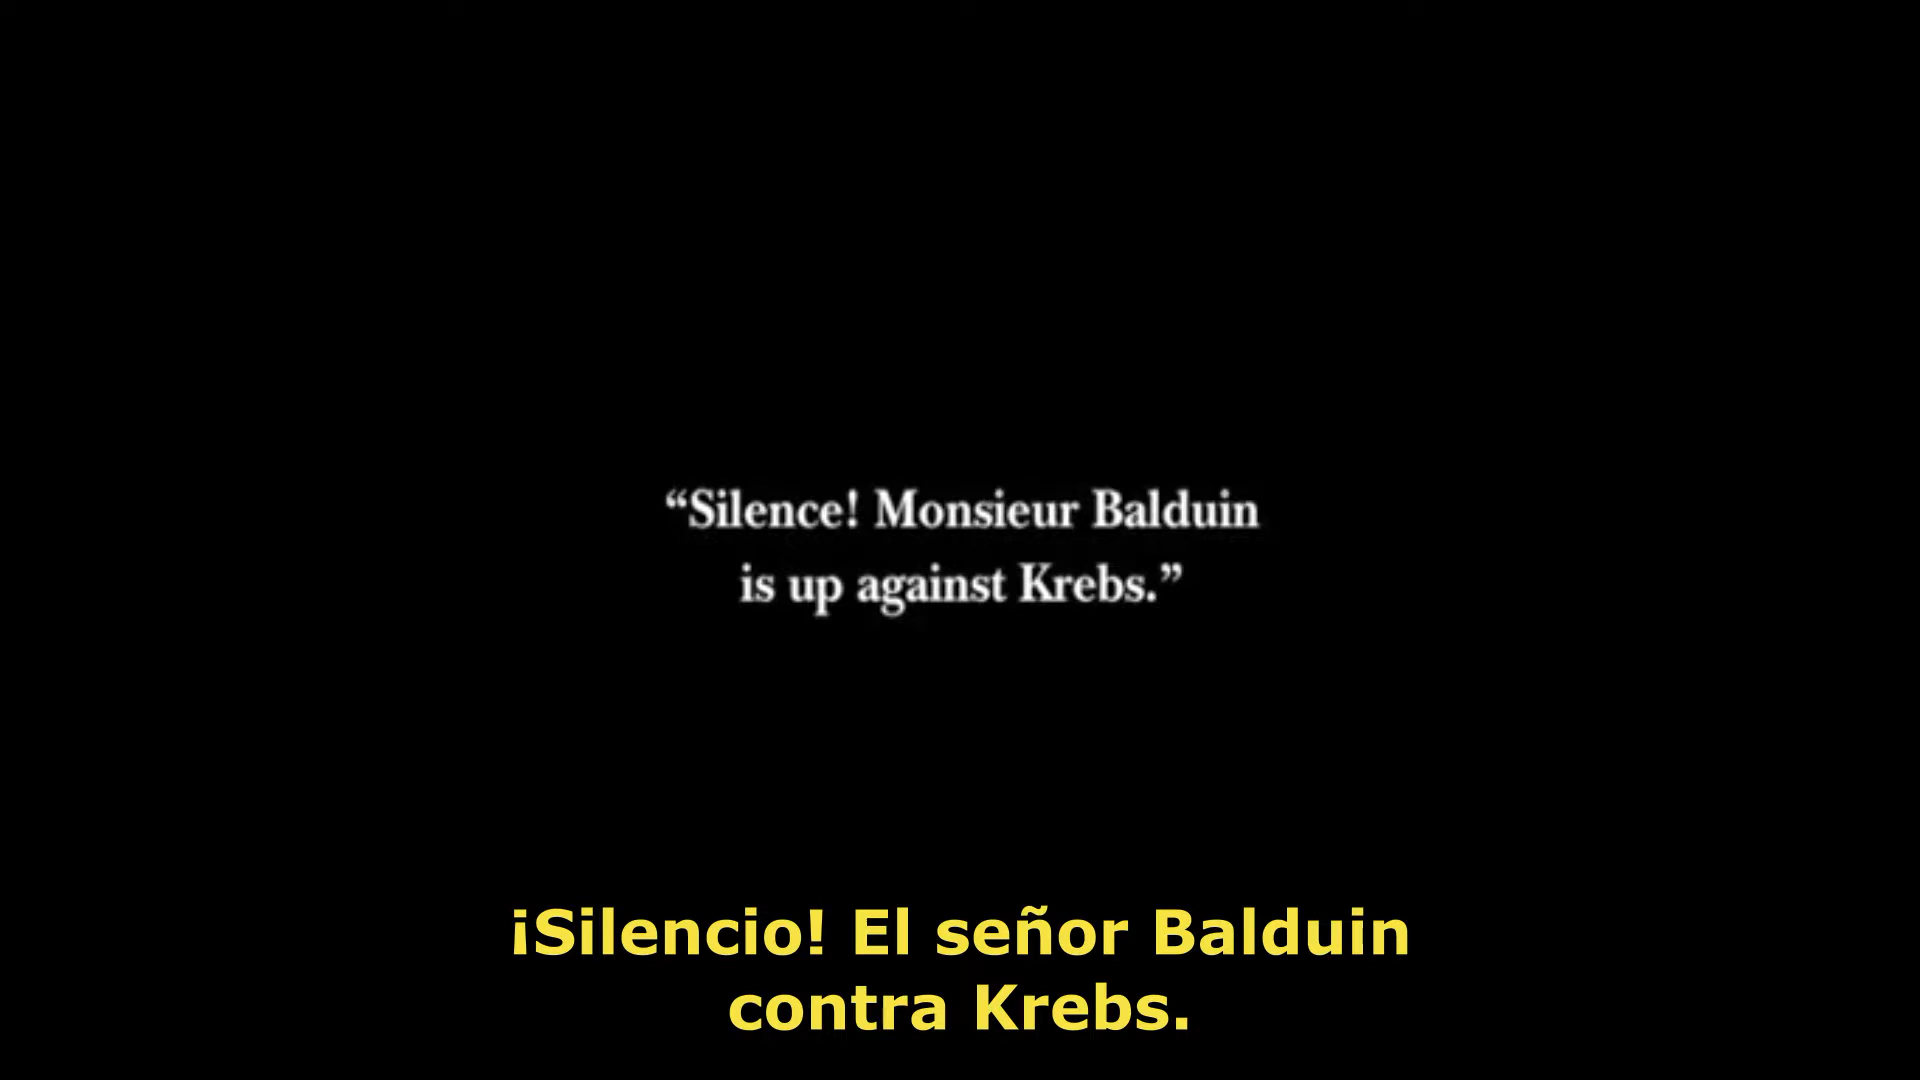 “Silence! Monsieur Balduin
is up against Krebs.”
¡Silencio! El señor Balduin
contra Krebs.